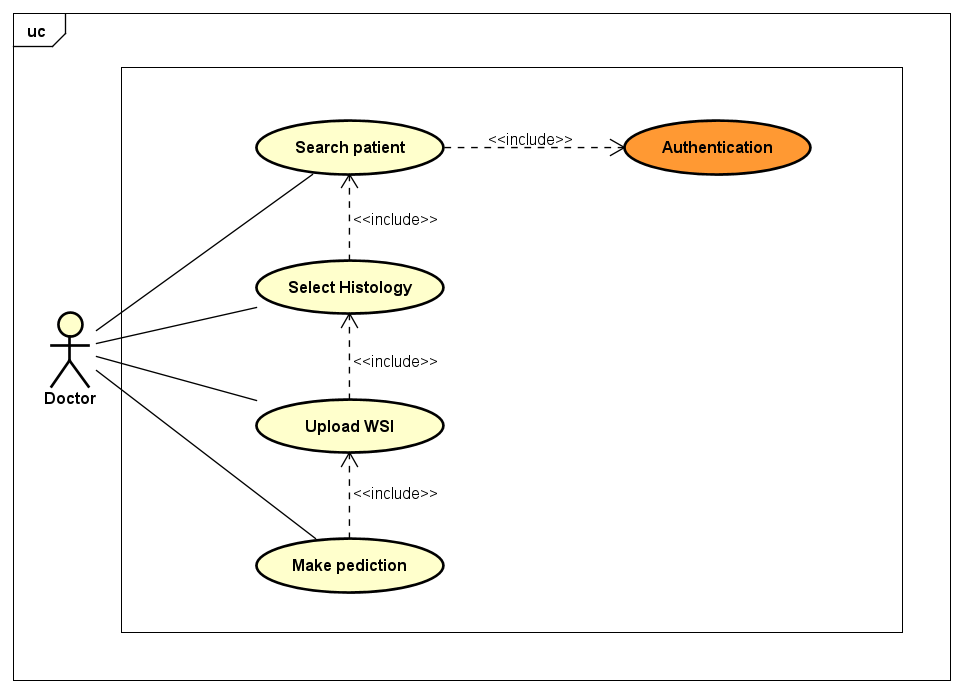 uc
Search patient
<<include>>
Authentication
<<include>>
Select Histology
<<include>>
Doctor
Upload WSI
<<include>>
Make pediction